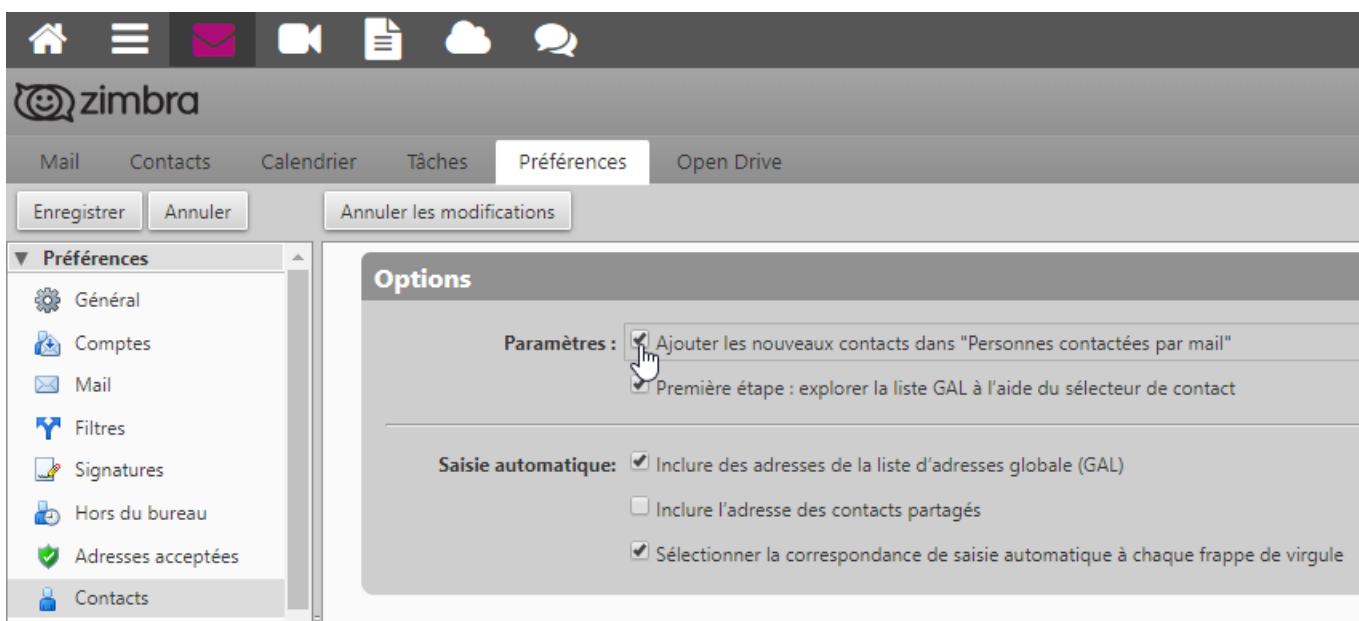 zimbra
Mail Contacts Calendrier Tâches Préférences Open Drive
Enregistrer Annuler Annuler les modifications
Préférences
Général
Comptes
Mail
Filtres
Signatures
Hors du bureau
Adresses acceptées
Contacts
Options
Paramètres : Ajouter les nouveaux contacts dans "Personnes contactées par mail"
Première étape : explorer la liste GAL à l'aide du sélecteur de contact
Saisie automatique: Inclure des adresses de la liste d'adresses globale (GAL)
Inclure l'adresse des contacts partagés
Sélectionner la correspondance de saisie automatique à chaque frappe de virgule